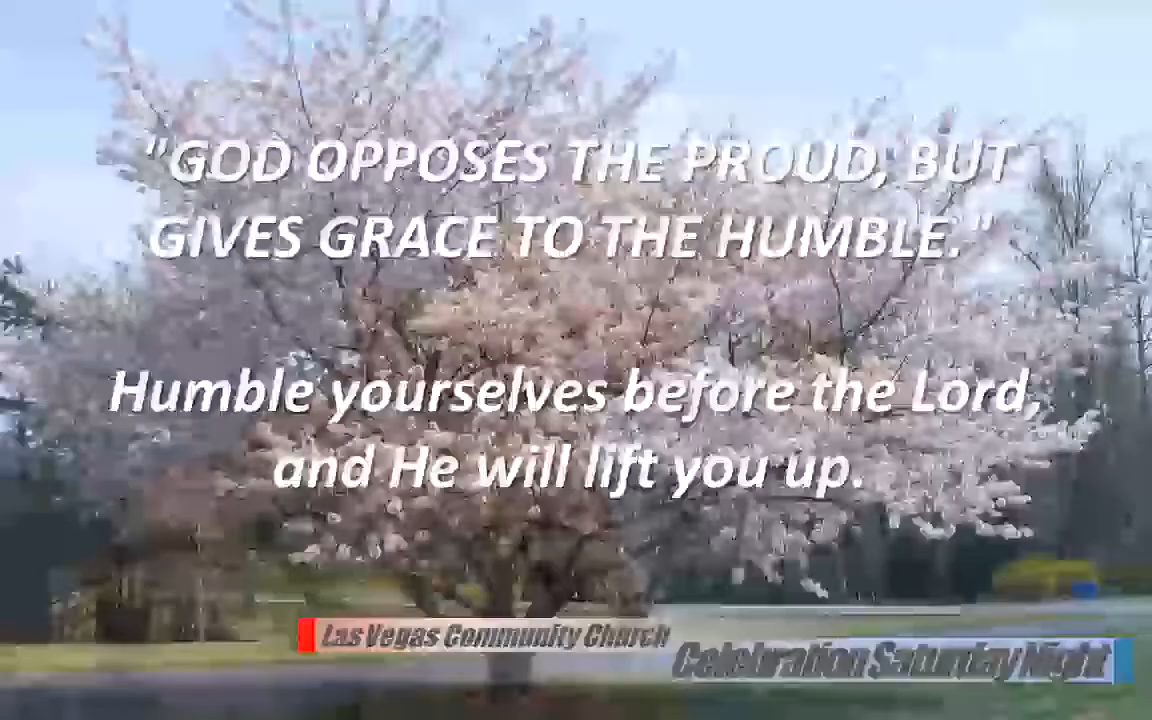 "GOD OPPOSES THE PROUD, BUT
GIVES GRACE TO THE HUMBLE."
Humble yourselves before the Lord,
and He will lift you up.
Las Vegas Community Church
Celebration Saturday Night